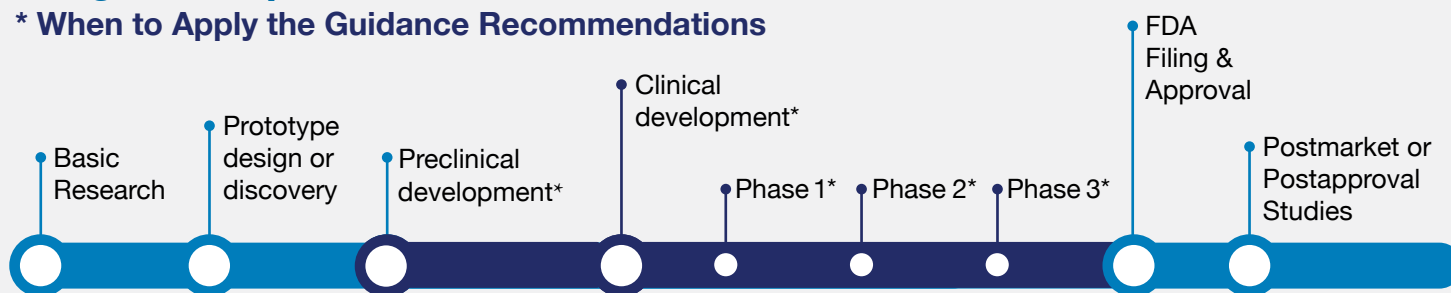 * When to Apply the Guidance Recommendations
Basic
Research
Prototype
design or
discovery
Preclinical
development*
Clinical
development*
Phase 1*
Phase 2*
Phase 3*
FDA
Filing &
Approval
Postmarket or
Postapproval
Studies